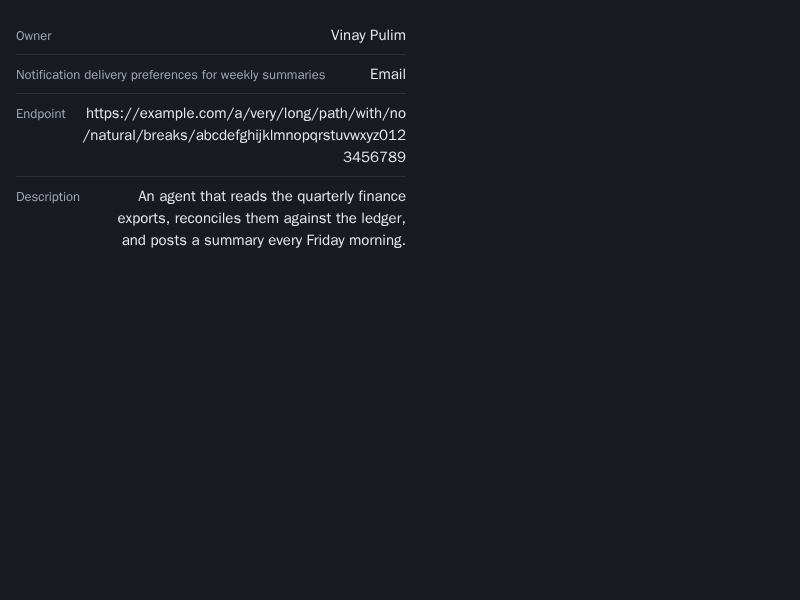 Owner Vinay Pulim
Notification delivery preferences for weekly summaries Email
Endpoint https://example.com/a/very/long/path/with/no
/natural/breaks/abcdefghijklmnopqrstuvwxyz012
3456789
Description An agent that reads the quarterly finance
exports, reconciles them against the ledger,
and posts a summary every Friday morning.